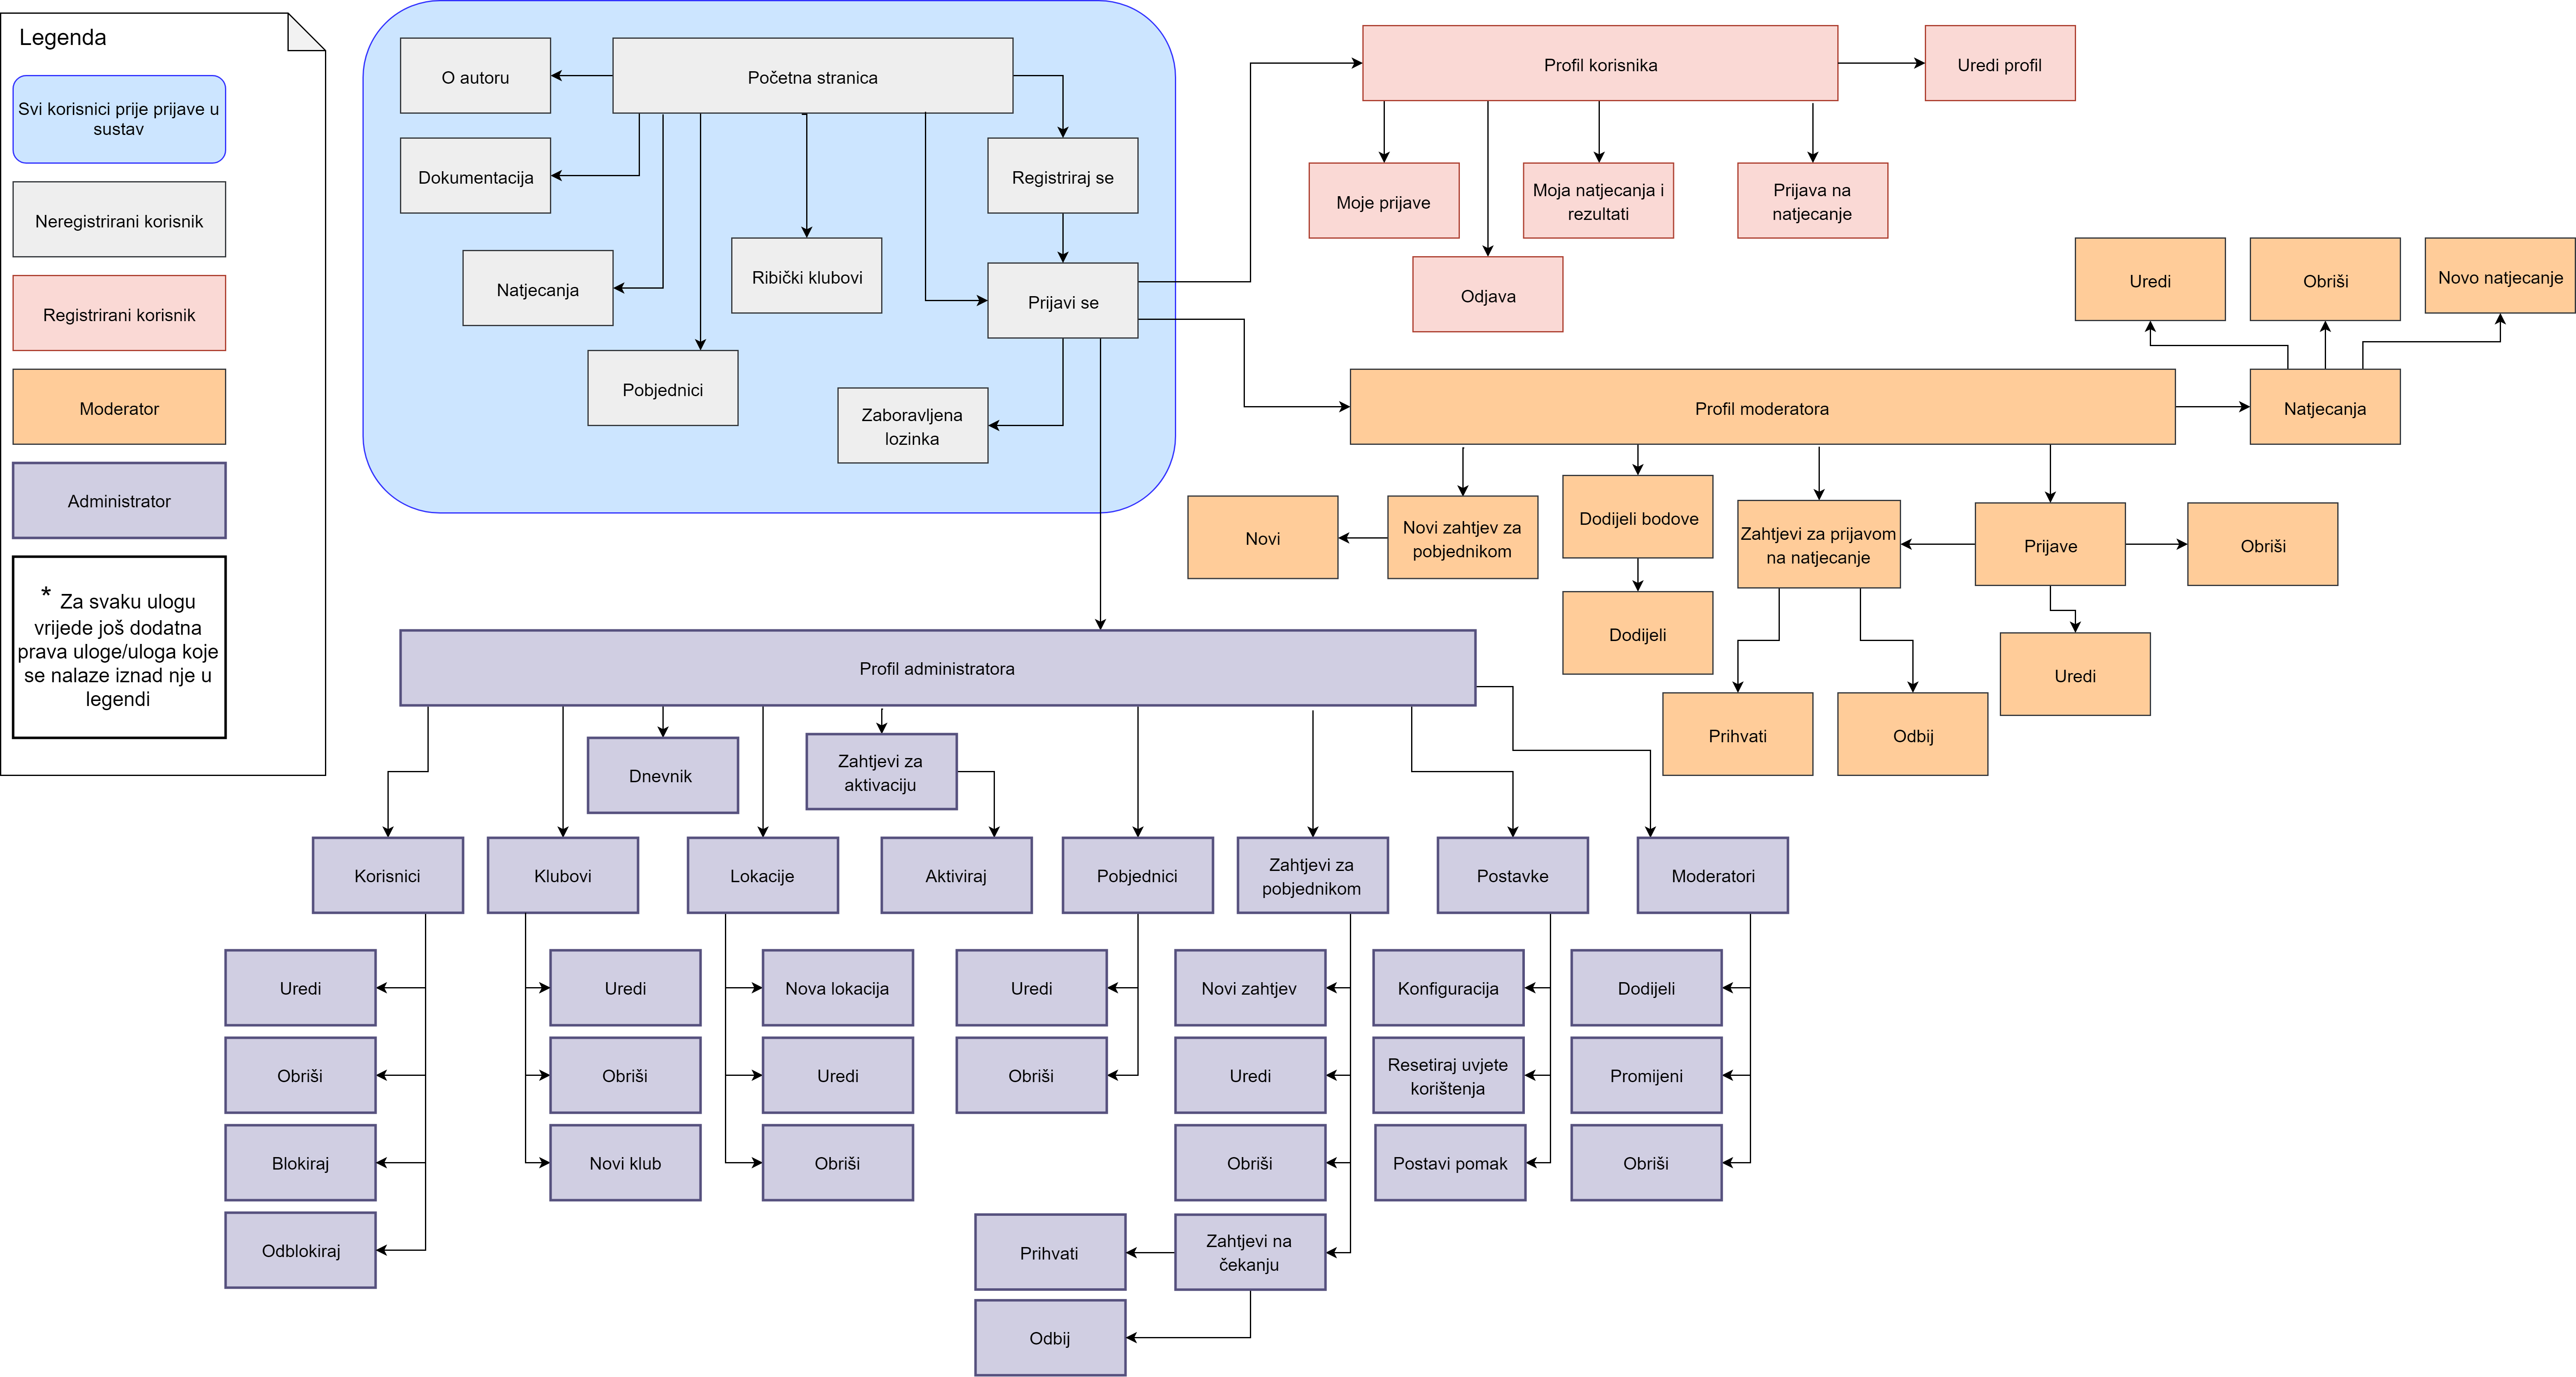 Legenda
Svi korisnici prije prijave u
sustav
Neregistrirani korisnik
Registrirani korisnik
Moderator
Administrator
* Za svaku ulogu
vrijede još dodatna
prava uloge/uloga koje
se nalaze iznad nje u
legendi
O autoru
Početna stranica
Dokumentacija
Registriraj se
Natjecanja
Ribički klubovi
Prijavi se
Pobjednici
Zaboravljena
lozinka
Profil korisnika
Uredi profil
Moje prijave
Moja natjecanja i
rezultati
Prijava na
natjecanje
Odjava
Uredi
Obriši
Novo natjecanje
Profil moderatora
Natjecanja
Novi
Novi zahtjev za
pobjednikom
Dodijeli bodove
Zahtjevi za prijavom
na natjecanje
Prijave
Obriši
Dodijeli
Uredi
Prihvati
Odbij
Profil administratora
Dnevnik
Zahtjevi za
aktivaciju
Korisnici
Klubovi
Lokacije
Aktiviraj
Pobjednici
Zahtjevi za
pobjednikom
Postavke
Moderatori
Uredi
Uredi
Nova lokacija
Uredi
Novi zahtjev
Konfiguracija
Dodijeli
Obriši
Obriši
Uredi
Obriši
Uredi
Resetiraj uvjete
korištenja
Promijeni
Blokiraj
Novi klub
Obriši
Obriši
Postavi pomak
Obriši
Odblokiraj
Prihvati
Zahtjevi na
čekanju
Odbij